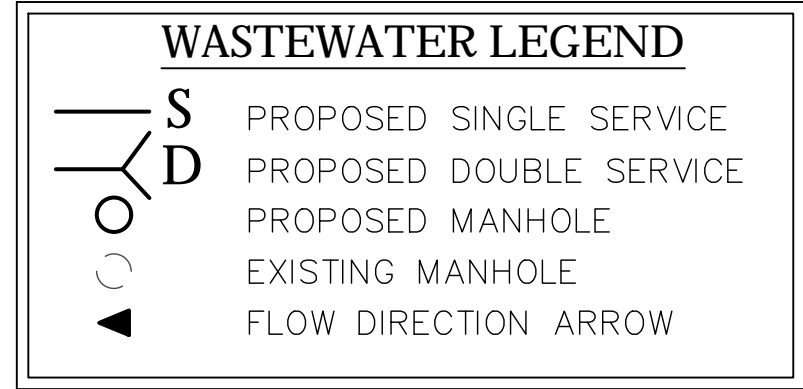 WASTEWATER LEGEND
S PROPOSED SINGLE SERVICE
D PROPOSED DOUBLE SERVICE
PROPOSED MANHOLE
EXISTING MANHOLE
FLOW DIRECTION ARROW